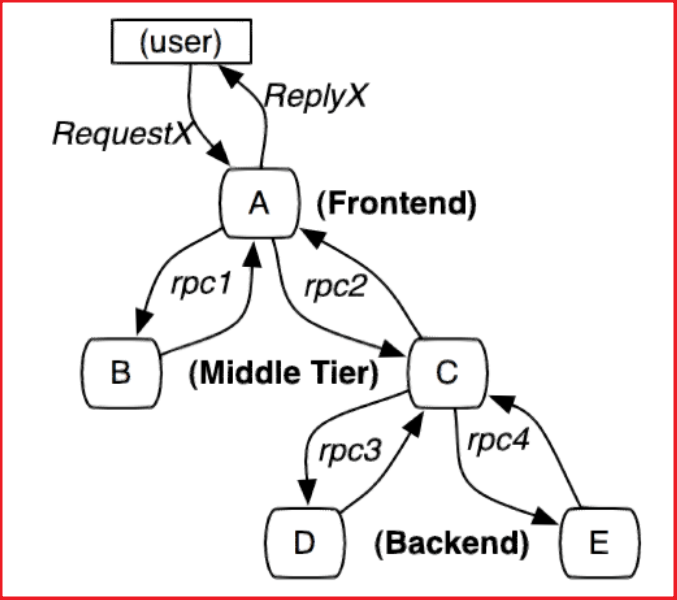 (user)
ReplyX
RequestX
A (Frontend)
rpc1 rpc2
B (Middle Tier) C
rpc3 rpc4
D (Backend) E